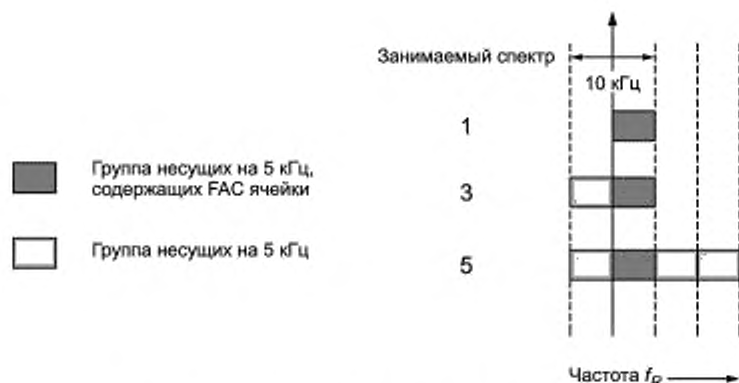 Занимаемый спектр
10 кГц
1
Группа несущих на 5 кГц,
содержащих FAC ячейки
3
Группа несущих на 5 кГц
5
Частота f_R